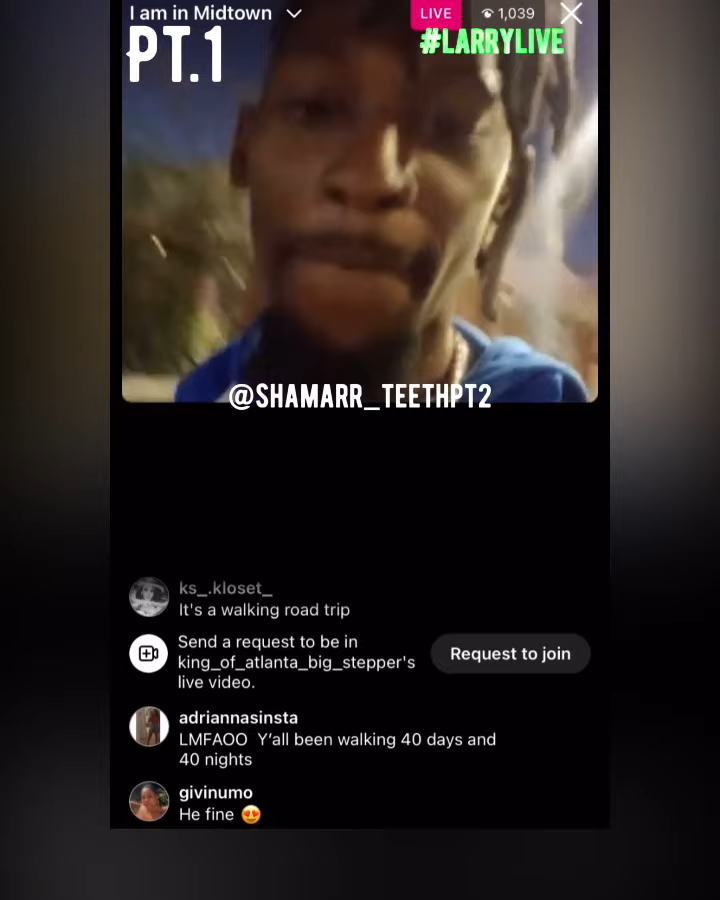 I am in Midtown
LIVE
1,039
PT.1
#LARRYLIVE
@SHAMARR_TEETHPT2
ks_.kloset_
It's a walking road trip
Send a request to be in
king_of_atlanta_big_stepper's
live video.
Request to join
adriannasinsta
LMFAOO Y'all been walking 40 days and
40 nights
givinumo
He fine 😍